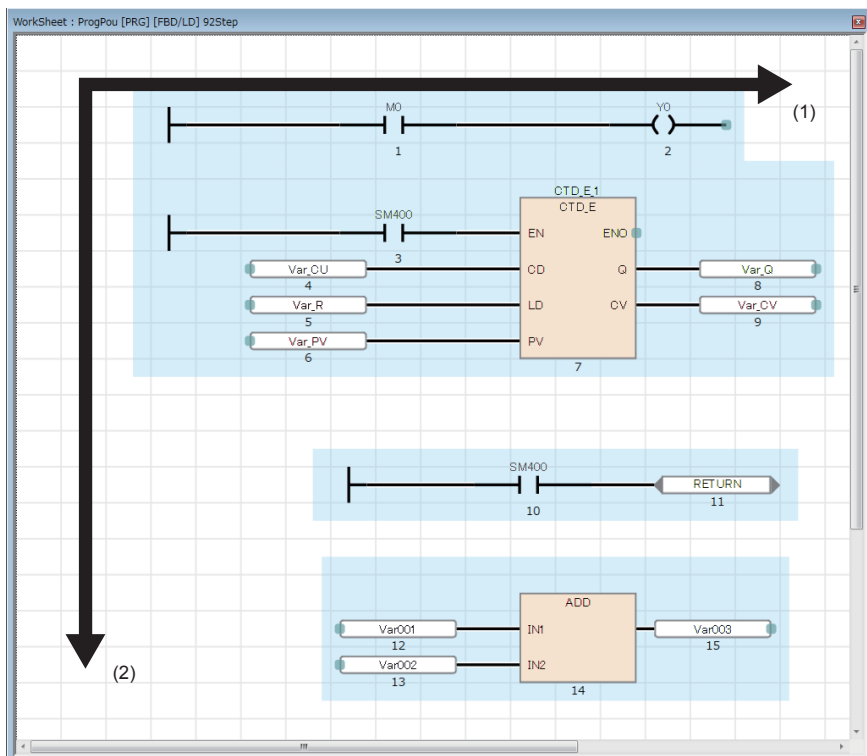 WorkSheet : ProgPou [PRG] [FBD/LD] 92Step
(1)
M0
Y0
1
2
CTD_E_1
CTD_E
SM400
EN
ENO
3
Var_CU
CD
Q
Var_Q
4
8
Var_R
LD
CV
Var_CV
5
9
Var_PV
PV
6
7
SM400
RETURN
10
11
ADD
Var001
IN1
Var003
12
15
Var002
IN2
(2)
13
14